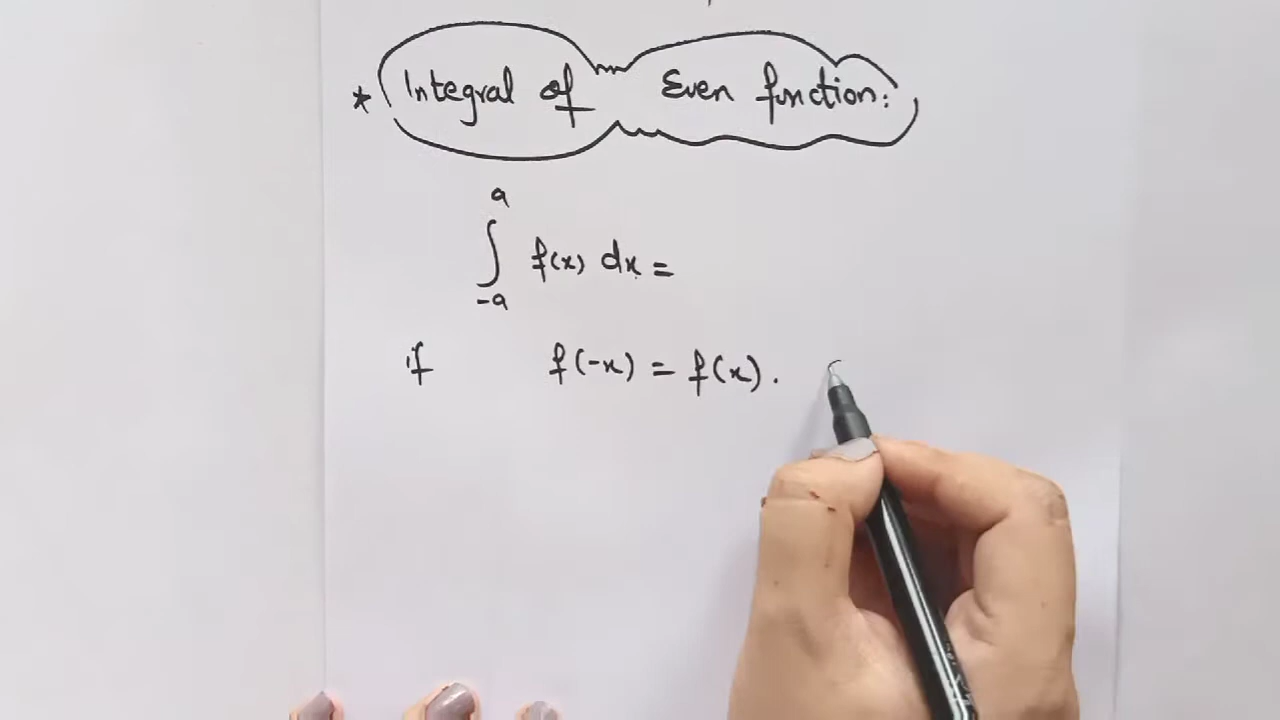 * Integral of Even function:
a
∫ f(x) dx =
-a
if f(-x) = f(x).